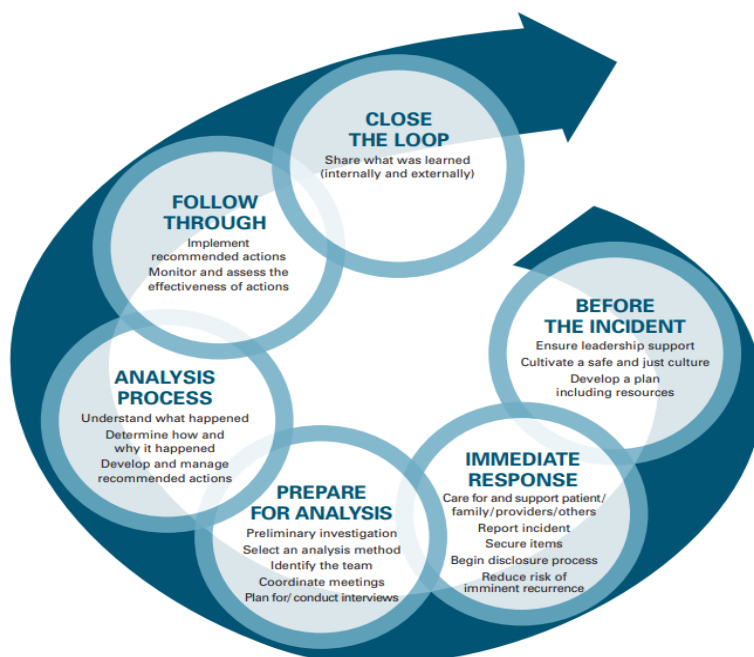 CLOSE
THE LOOP
Share what was learned
(internally and externally)
FOLLOW
THROUGH
Implement
recommended actions
Monitor and assess the
effectiveness of actions
BEFORE
THE INCIDENT
Ensure leadership support
Cultivate a safe and just culture
Develop a plan
including resources
ANALYSIS
PROCESS
Understand what happened
Determine how and
why it happened
Develop and manage
recommended actions
IMMEDIATE
RESPONSE
Care for and support patient/
family/providers/others
Report incident
Secure items
Begin disclosure process
Reduce risk of
imminent recurrence
PREPARE
FOR ANALYSIS
Preliminary investigation
Select an analysis method
Identify the team
Coordinate meetings
Plan for/ conduct interviews